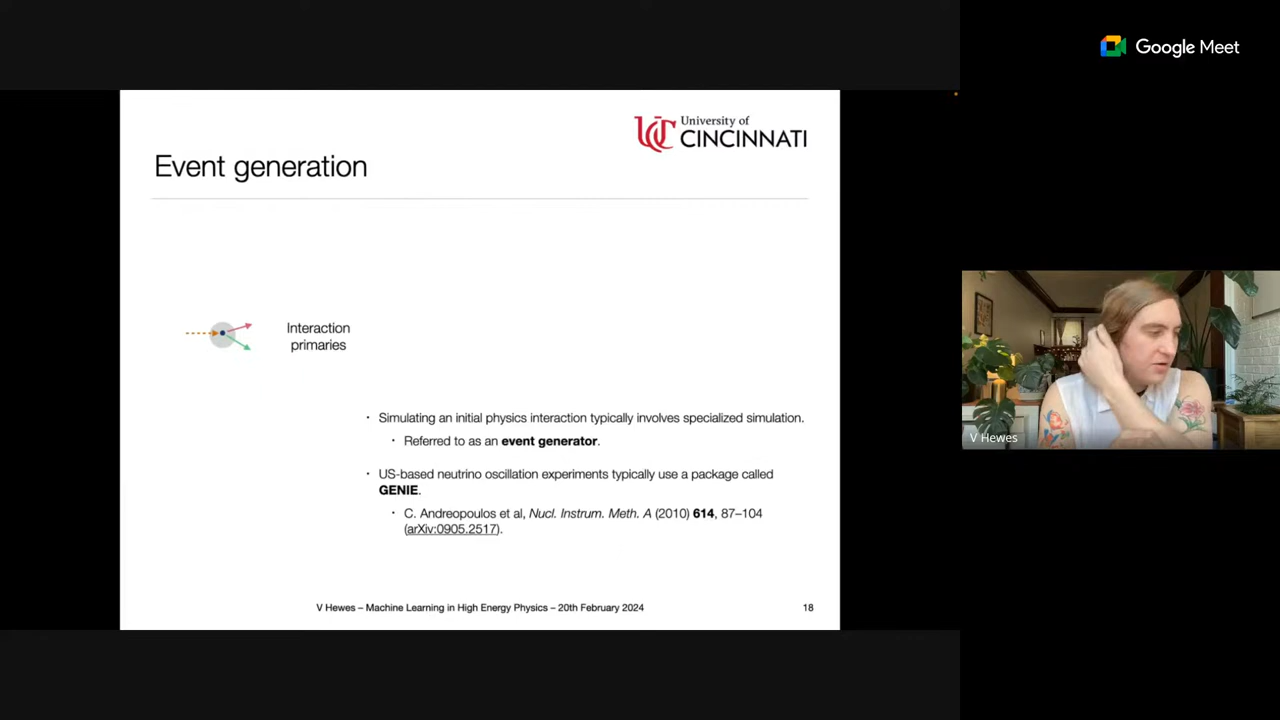 Google Meet
University of
CINCINNATI
Event generation
Interaction
primaries
· Simulating an initial physics interaction typically involves specialized simulation.
· Referred to as an event generator.
· US-based neutrino oscillation experiments typically use a package called
GENIE.
· C. Andreopoulos et al, Nucl. Instrum. Meth. A (2010) 614, 87–104
(arXiv:0905.2517).
V Hewes – Machine Learning in High Energy Physics – 20th February 2024
18
V Hewes